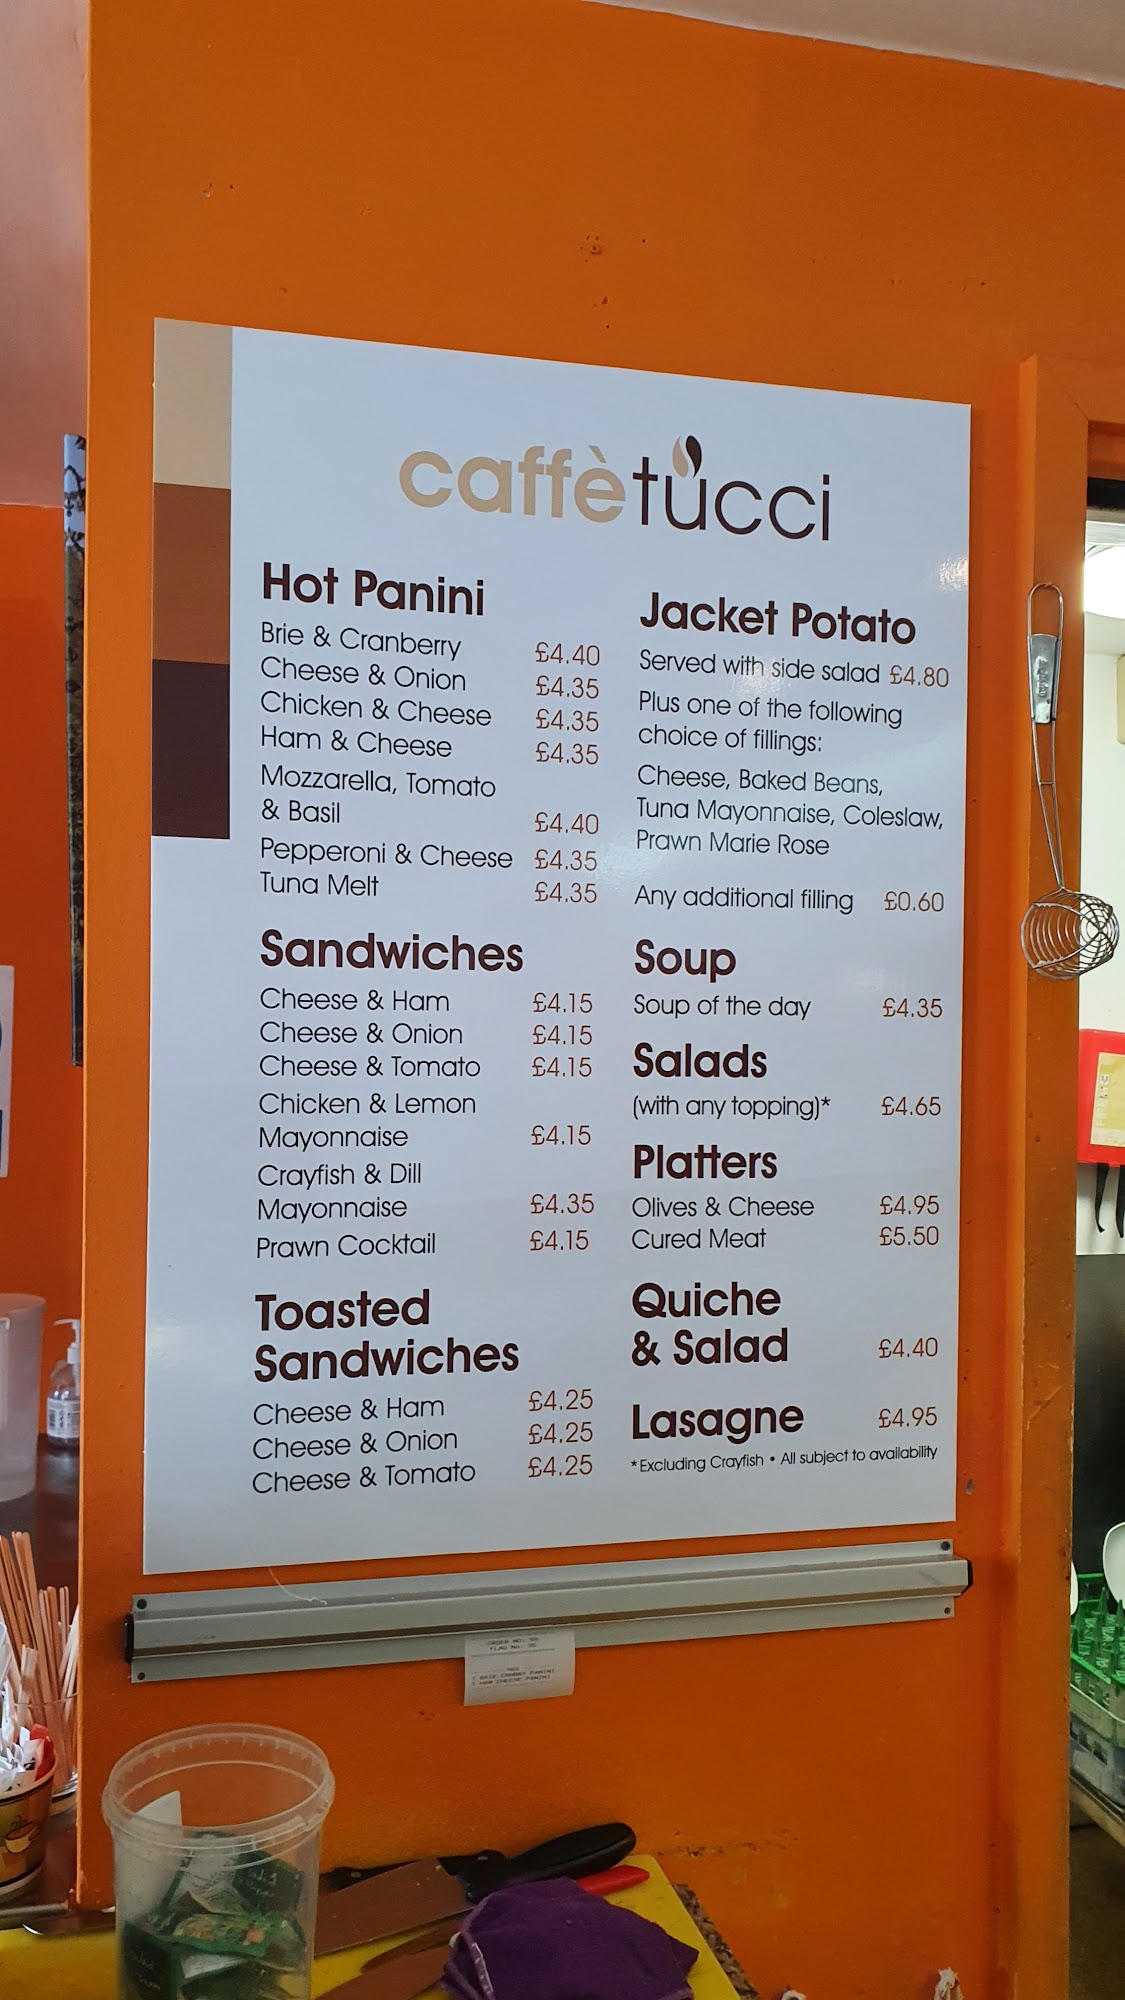 caffètucci
Hot Panini
Brie & Cranberry £4.40
Cheese & Onion £4.35
Chicken & Cheese £4.35
Ham & Cheese £4.35
Mozzarella, Tomato
& Basil £4.40
Pepperoni & Cheese £4.35
Tuna Melt £4.35
Sandwiches
Cheese & Ham £4.15
Cheese & Onion £4.15
Cheese & Tomato £4.15
Chicken & Lemon
Mayonnaise £4.15
Crayfish & Dill
Mayonnaise £4.35
Prawn Cocktail £4.15
Toasted
Sandwiches
Cheese & Ham £4.25
Cheese & Onion £4.25
Cheese & Tomato £4.25
Jacket Potato
Served with side salad £4.80
Plus one of the following
choice of fillings:
Cheese, Baked Beans,
Tuna Mayonnaise, Coleslaw,
Prawn Marie Rose
Any additional filling £0.60
Soup
Soup of the day £4.35
Salads
(with any topping)* £4.65
Platters
Olives & Cheese £4.95
Cured Meat £5.50
Quiche
& Salad £4.40
Lasagne £4.95
*Excluding Crayfish • All subject to availability
ORDER NO:
1 HAM CHEESE PANINI